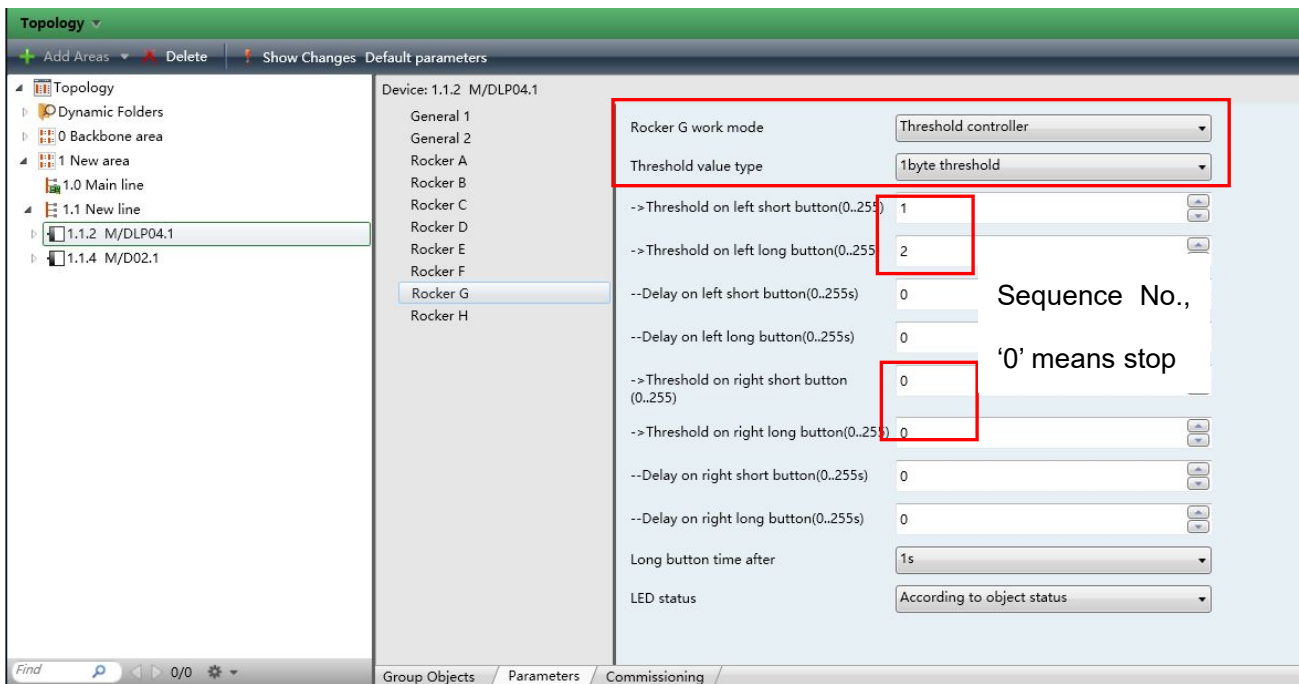 Topology
Add Areas Delete Show Changes Default parameters
Topology
Dynamic Folders
0 Backbone area
1 New area
1.0 Main line
1.1 New line
1.1.2 M/DLP04.1
1.1.4 M/D02.1
Find 0/0
Device: 1.1.2 M/DLP04.1
General 1
General 2
Rocker A
Rocker B
Rocker C
Rocker D
Rocker E
Rocker F
Rocker G
Rocker H
Rocker G work mode Threshold controller
Threshold value type 1byte threshold
->Threshold on left short button(0..255) 1
->Threshold on left long button(0..255 2
--Delay on left short button(0..255s) 0
--Delay on left long button(0..255s) 0
Sequence No.,
‘0’ means stop
->Threshold on right short button
(0..255) 0
->Threshold on right long button(0..255) 0
--Delay on right short button(0..255s) 0
--Delay on right long button(0..255s) 0
Long button time after 1s
LED status According to object status
Group Objects Parameters Commissioning